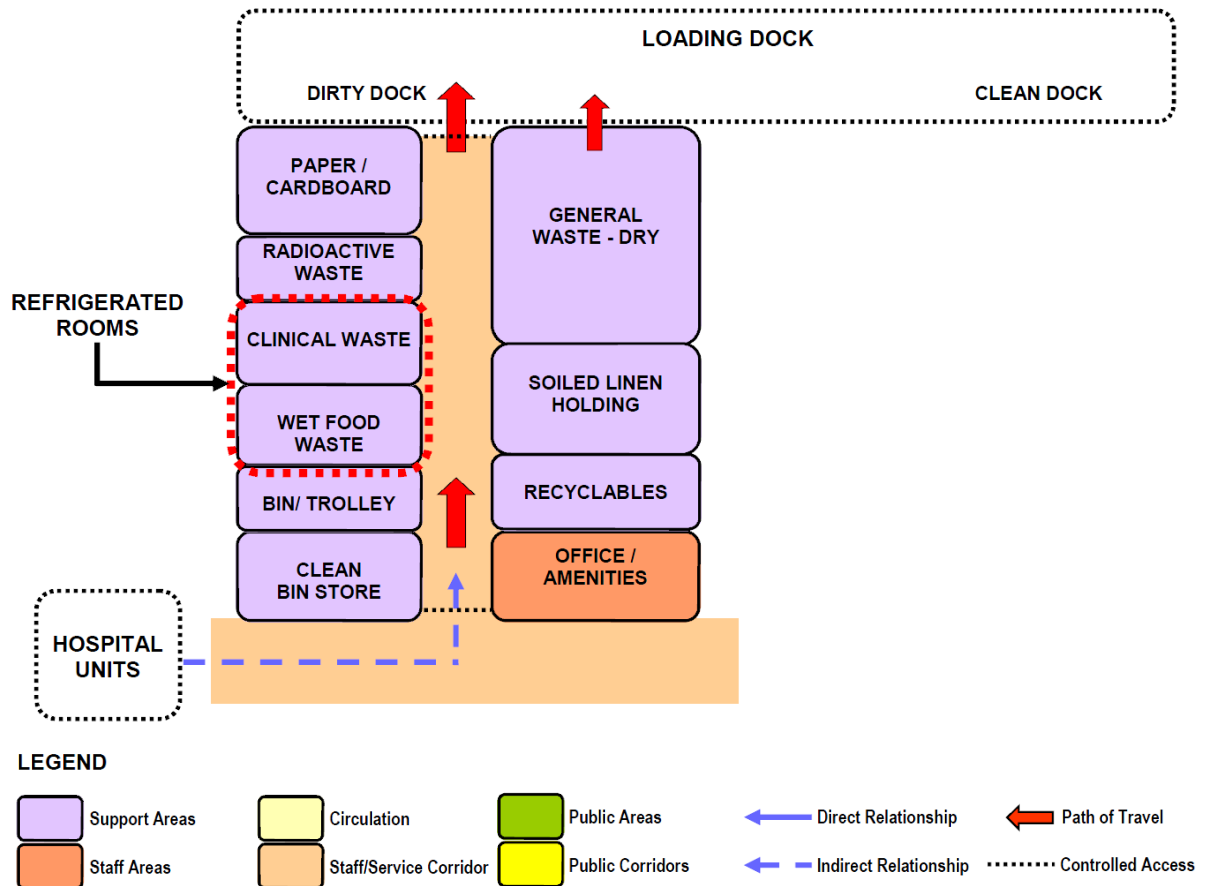 LOADING DOCK
DIRTY DOCK
CLEAN DOCK
PAPER /
CARDBOARD
GENERAL
WASTE - DRY
RADIOACTIVE
WASTE
REFRIGERATED
ROOMS
CLINICAL WASTE
SOILED LINEN
HOLDING
WET FOOD
WASTE
BIN/ TROLLEY
RECYCLABLES
CLEAN
BIN STORE
OFFICE /
AMENITIES
HOSPITAL
UNITS
LEGEND
Support Areas
Circulation
Public Areas
Direct Relationship
Path of Travel
Staff Areas
Staff/Service Corridor
Public Corridors
Indirect Relationship
Controlled Access